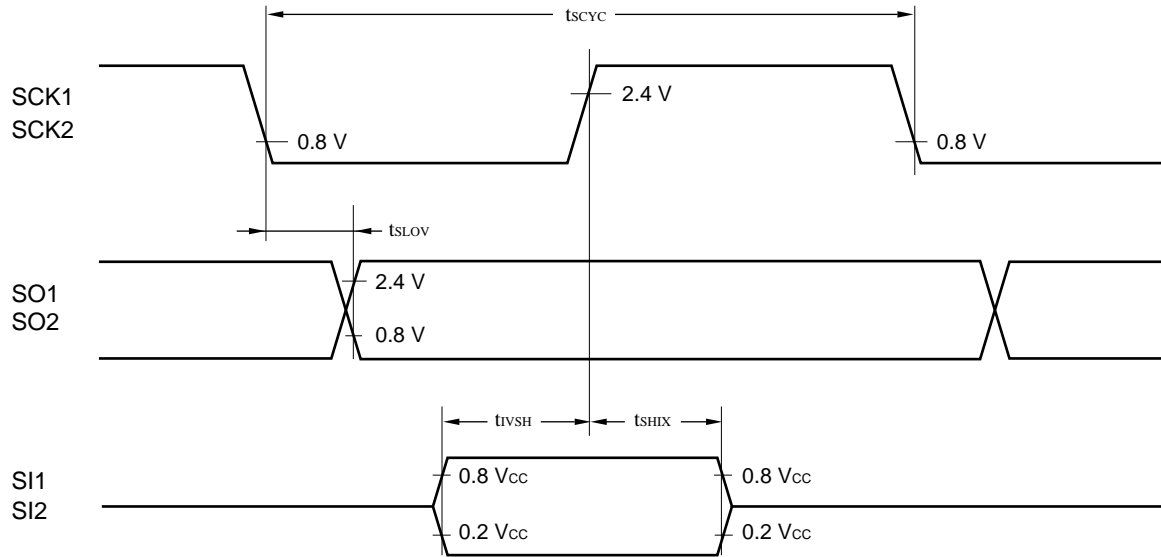 tSCYC
SCK1
SCK2
2.4 V
0.8 V
0.8 V
tSLOV
SO1
SO2
2.4 V
0.8 V
tIVSH
tSHIX
SI1
SI2
0.8 VCC
0.8 VCC
0.2 VCC
0.2 VCC